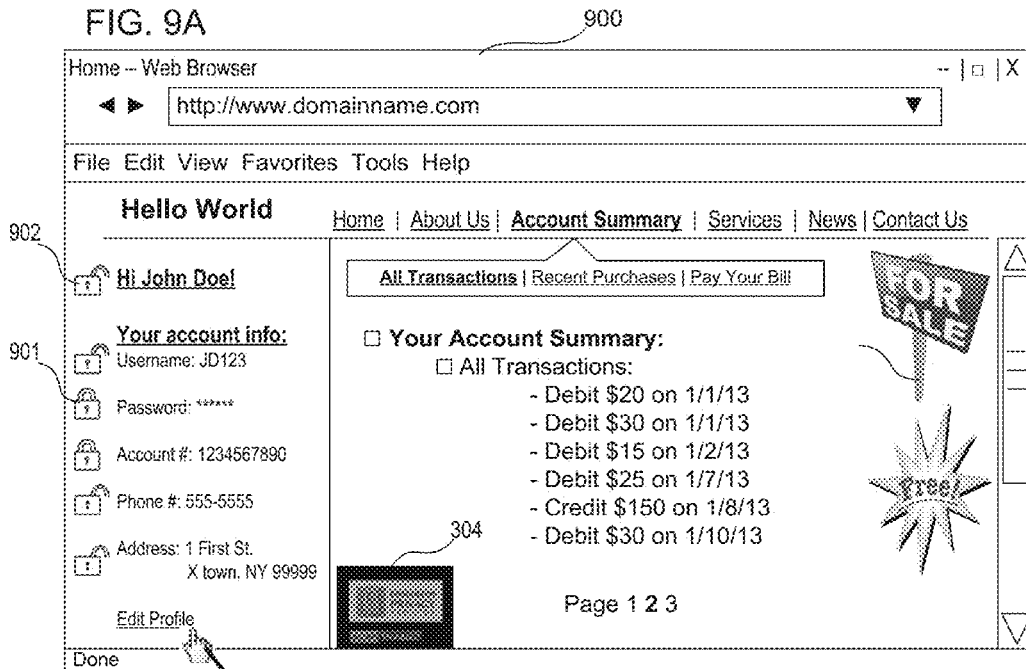 FIG. 9A
900
Home -- Web Browser -- | □ | X
http://www.domainname.com
File Edit View Favorites Tools Help
Hello World
Home | About Us | Account Summary | Services | News | Contact Us
902
Hi John Doe!
All Transactions | Recent Purchases | Pay Your Bill
FOR
SALE
Your account info:
Username: JD123
901
Password: ******
Account #: 1234567890
Phone #: 555-5555
Address: 1 First St.
X town, NY 99999
Edit Profile
□ Your Account Summary:
□ All Transactions:
- Debit $20 on 1/1/13
- Debit $30 on 1/1/13
- Debit $15 on 1/2/13
- Debit $25 on 1/7/13
- Credit $150 on 1/8/13
- Debit $30 on 1/10/13
Free!
304
Page 1 2 3
Done